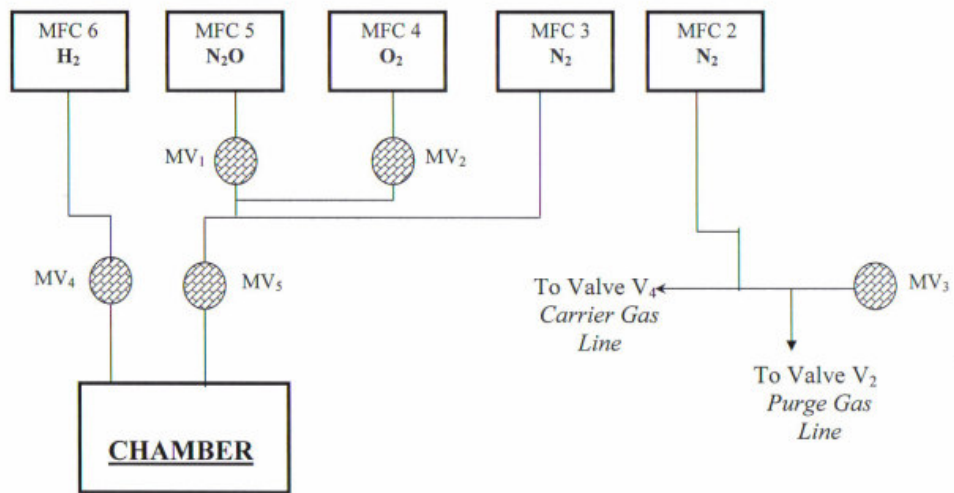 MFC 6
H₂
MFC 5
N₂O
MFC 4
O₂
MFC 3
N₂
MFC 2
N₂
MV₁
MV₂
MV₄
MV₅
To Valve V₄
Carrier Gas
Line
MV₃
To Valve V₂
Purge Gas
Line
CHAMBER